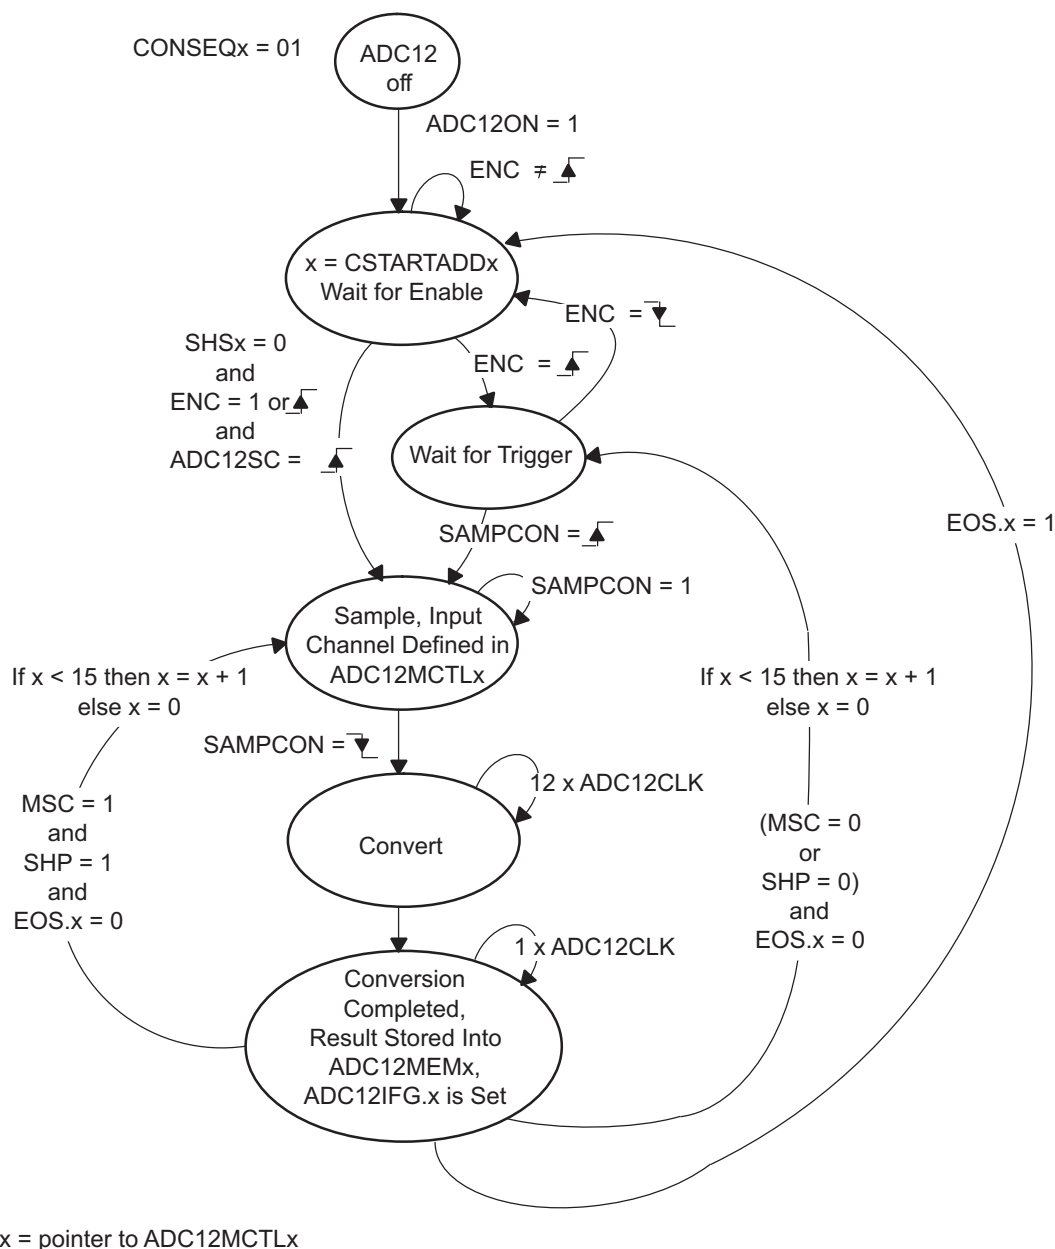 CONSEQx = 01
ADC12
off
ADC12ON = 1
ENC ≠
x = CSTARTADDx
Wait for Enable
ENC =
SHSx = 0
and
ENC = 1 or
and
ADC12SC =
ENC =
Wait for Trigger
EOS.x = 1
SAMPCON =
SAMPCON = 1
Sample, Input
Channel Defined in
ADC12MCTLx
If x < 15 then x = x + 1
else x = 0
If x < 15 then x = x + 1
else x = 0
SAMPCON =
12 x ADC12CLK
MSC = 1
and
SHP = 1
and
EOS.x = 0
Convert
(MSC = 0
or
SHP = 0)
and
EOS.x = 0
1 x ADC12CLK
Conversion
Completed,
Result Stored Into
ADC12MEMx,
ADC12IFG.x is Set
x = pointer to ADC12MCTLx